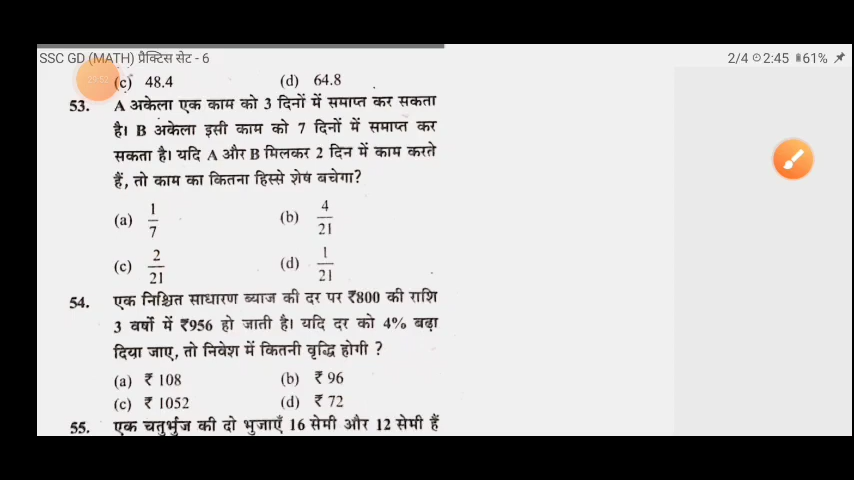 SSC GD (MATH) प्रैक्टिस सेट - 6
2/4 2:45 61%
(c) 48.4 (d) 64.8
53. A अकेला एक काम को 3 दिनों में समाप्त कर सकता
है। B अकेला इसी काम को 7 दिनों में समाप्त कर
सकता है। यदि A और B मिलकर 2 दिन में काम करते
हैं, तो काम का कितना हिस्से शेष बचेगा?
(a) 1/7 (b) 4/21
(c) 2/21 (d) 1/21
54. एक निश्चित साधारण ब्याज की दर पर ₹800 की राशि
3 वर्षों में ₹956 हो जाती है। यदि दर को 4% बढ़ा
दिया जाए, तो निवेश में कितनी वृद्धि होगी ?
(a) ₹ 108 (b) ₹ 96
(c) ₹ 1052 (d) ₹ 72
55. एक चतुर्भुज की दो भुजाएँ 16 सेमी और 12 सेमी हैं